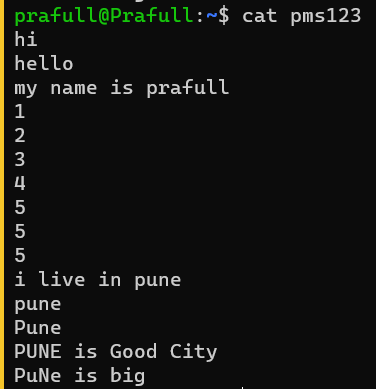 prafull@Prafull:~$ cat pms123
hi
hello
my name is prafull
1
2
3
4
5
5
5
i live in pune
pune
Pune
PUNE is Good City
PuNe is big